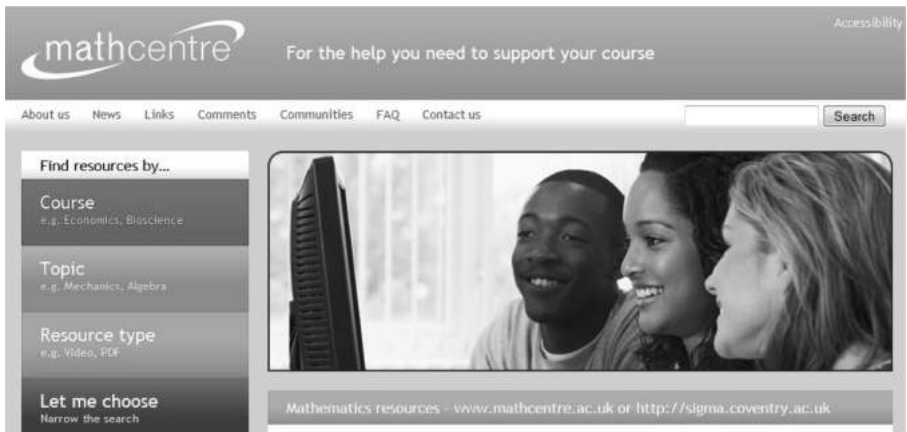 Accessibility
mathcentre
For the help you need to support your course
About us News Links Comments Communities FAQ Contact us
Search
Find resources by...
Course
e.g. Economics, Bioscience
Topic
e.g. Mechanics, Algebra
Resource type
e.g. Video, PDF
Let me choose
Narrow the search
Mathematics resources - www.mathcentre.ac.uk or http://sigma.coventry.ac.uk